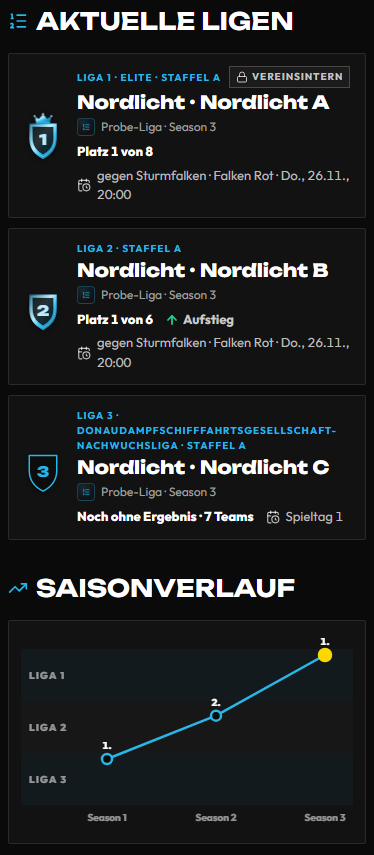 AKTUELLE LIGEN
LIGA 1 · ELITE · STAFFEL A
VEREINSINTERN
1
Nordlicht · Nordlicht A
Probe-Liga · Season 3
Platz 1 von 8
gegen Sturmfalken · Falken Rot · Do., 26.11.,
20:00
LIGA 2 · STAFFEL A
2
Nordlicht · Nordlicht B
Probe-Liga · Season 3
Platz 1 von 6 ↑ Aufstieg
gegen Sturmfalken · Falken Rot · Do., 26.11.,
20:00
LIGA 3 ·
DONAUDAMPFSCHIFFFAHRTSGESELLSCHAFT-
NACHWUCHSLIGA · STAFFEL A
3
Nordlicht · Nordlicht C
Probe-Liga · Season 3
Noch ohne Ergebnis · 7 Teams Spieltag 1
SAISONVERLAUF
1.
LIGA 1
2.
LIGA 2
1.
LIGA 3
Season 1 Season 2 Season 3